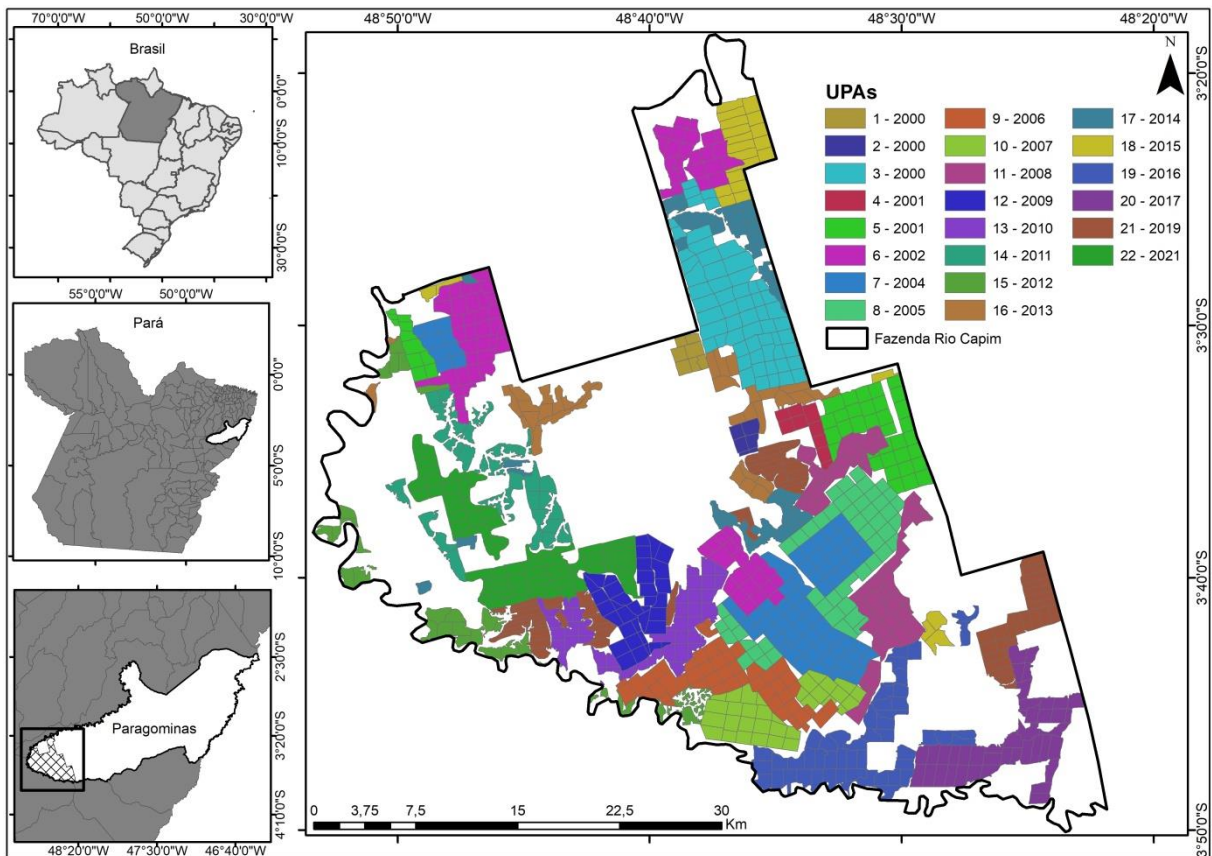 70°0'0"W 50°0'0"W 30°0'0"W
Brasil
0°0'0"
10°0'0"S
30°0'0"S
55°0'0"W 50°0'0"W
Pará
0°0'0"
5°0'0"S
10°0'0"S
Paragominas
2°30'0"S
3°20'0"S
4°10'0"S
48°20'0"W 47°30'0"W 46°40'0"W
48°50'0"W 48°40'0"W 48°30'0"W 48°20'0"W
N
3°20'0"S
3°30'0"S
3°40'0"S
3°50'0"S
UPAs
1 - 2000
2 - 2000
3 - 2000
4 - 2001
5 - 2001
6 - 2002
7 - 2004
8 - 2005
9 - 2006
10 - 2007
11 - 2008
12 - 2009
13 - 2010
14 - 2011
15 - 2012
16 - 2013
17 - 2014
18 - 2015
19 - 2016
20 - 2017
21 - 2019
22 - 2021
Fazenda Rio Capim
0 3,75 7,5 15 22,5 30
Km